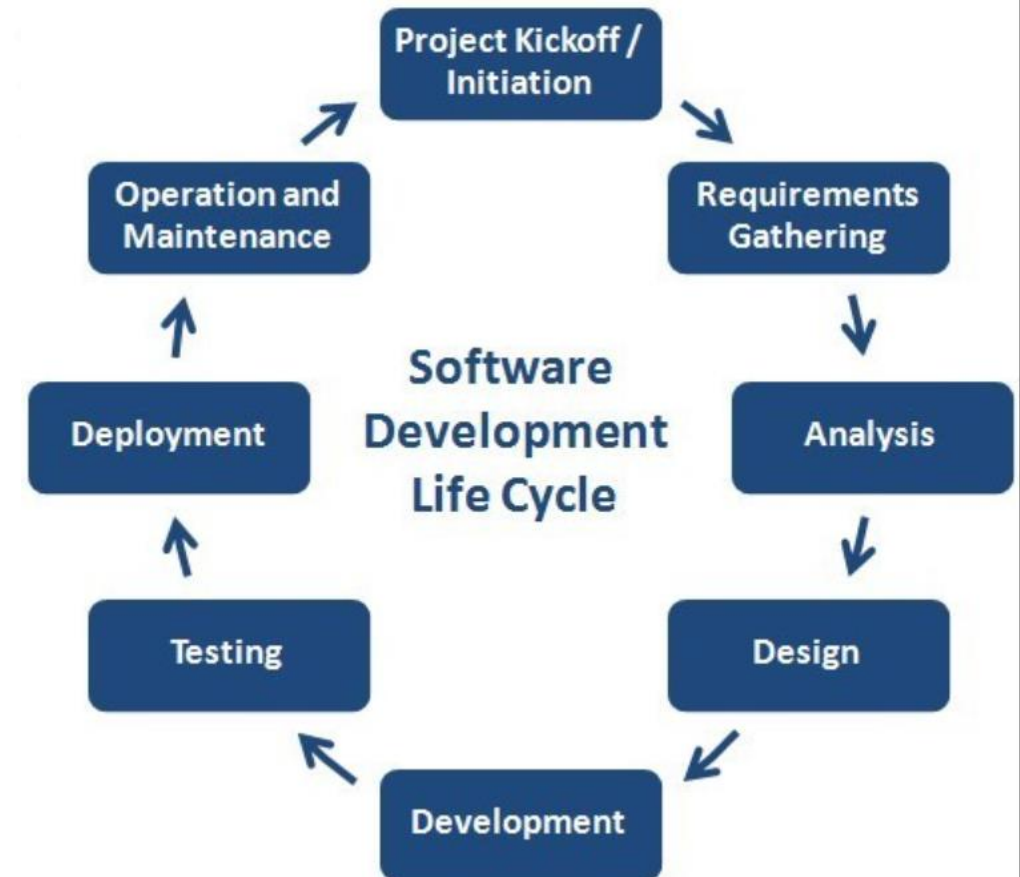 Project Kickoff /
Initiation
Requirements
Gathering
Analysis
Design
Development
Testing
Deployment
Operation and
Maintenance
Software
Development
Life Cycle